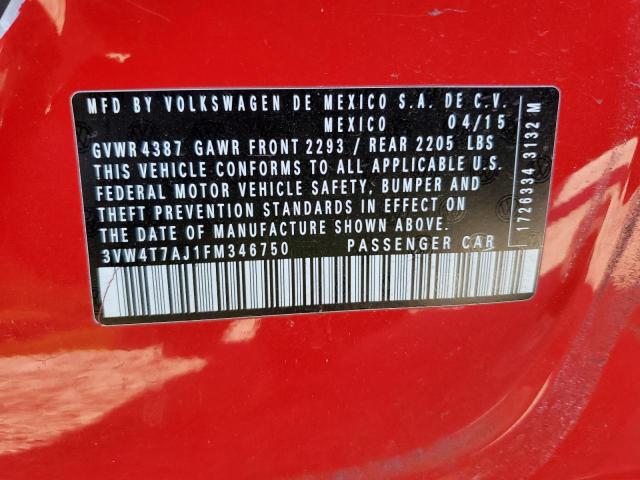 MFD BY VOLKSWAGEN DE MEXICO S.A. DE C.V.
MEXICO 04/15
GVWR 4387 GAWR FRONT 2293 / REAR 2205 LBS
THIS VEHICLE CONFORMS TO ALL APPLICABLE U.S.
FEDERAL MOTOR VEHICLE SAFETY, BUMPER AND
THEFT PREVENTION STANDARDS IN EFFECT ON
THE DATE OF MANUFACTURE SHOWN ABOVE.
3VW4T7AJ1FM346750 PASSENGER CAR
1726334 3132M